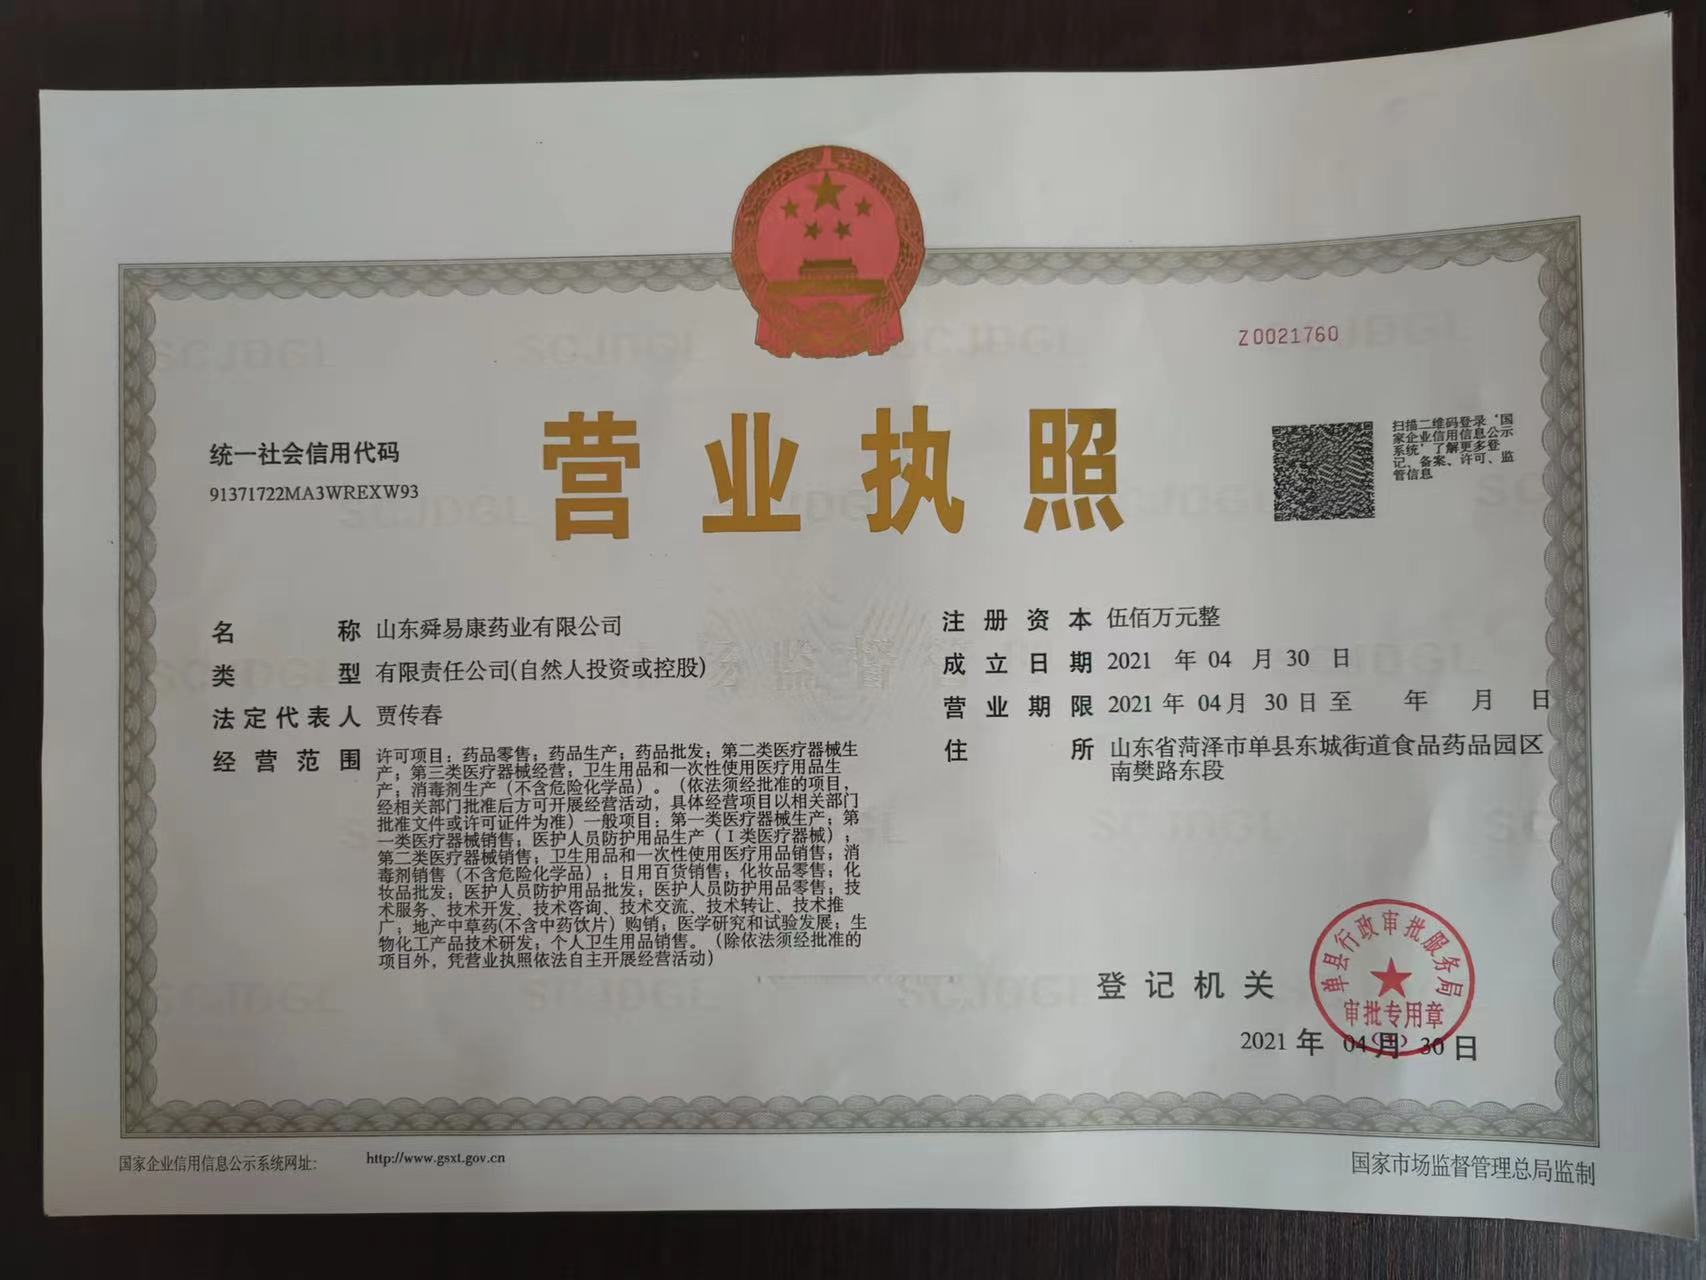 Z0021760
营业执照
统一社会信用代码
91371722MA3WREXW93
扫描二维码登录‘国
家企业信用信息公示
系统’了解更多登
记、备案、许可、监
管信息
名称 山东舜易康药业有限公司
类型 有限责任公司(自然人投资或控股)
法定代表人 贾传春
经营范围 许可项目：药品零售；药品生产；药品批发；第二类医疗器械生
产；第三类医疗器械经营；卫生用品和一次性使用医疗用品生
产；消毒剂生产（不含危险化学品）。（依法须经批准的项目，
经相关部门批准后方可开展经营活动，具体经营项目以相关部门
批准文件或许可证件为准）一般项目：第一类医疗器械生产；第
一类医疗器械销售；医护人员防护用品生产（Ⅰ类医疗器械）；
第二类医疗器械销售；卫生用品和一次性使用医疗用品销售；消
毒剂销售（不含危险化学品）；日用百货销售；化妆品零售；化
妆品批发；医护人员防护用品批发；医护人员防护用品零售；技
术服务、技术开发、技术咨询、技术交流、技术转让、技术推
广；地产中草药(不含中药饮片）购销；医学研究和试验发展；生
物化工产品技术研发；个人卫生用品销售。（除依法须经批准的
项目外，凭营业执照依法自主开展经营活动）
注册资本 伍佰万元整
成立日期 2021 年 04 月 30 日
营业期限 2021 年 04 月 30 日 至 年 月 日
住所 山东省菏泽市单县东城街道食品药品园区
南樊路东段
登记机关
单县行政审批服务局
审批专用章
2021 年 04 月 30 日
国家企业信用信息公示系统网址: http://www.gsxt.gov.cn
国家市场监督管理总局监制